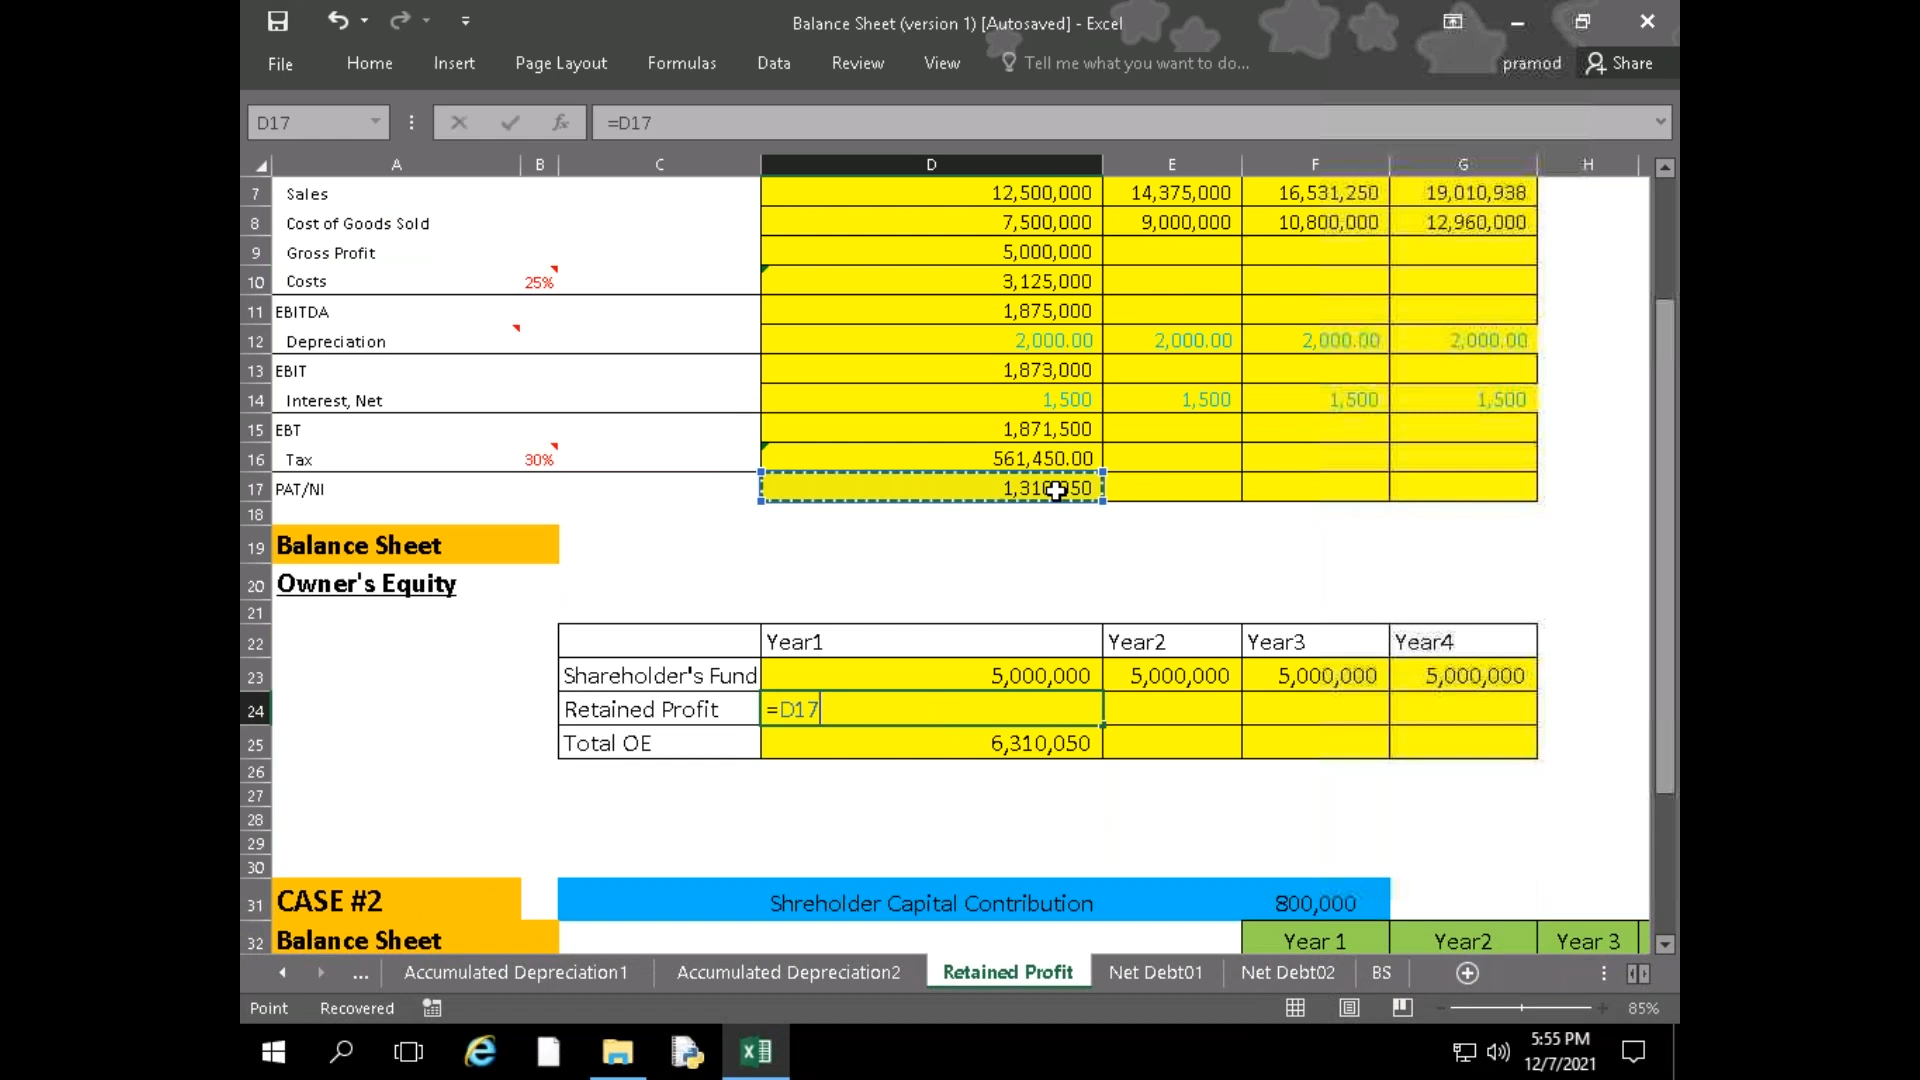 Balance Sheet (version 1) [Autosaved] - Excel
File Home Insert Page Layout Formulas Data Review View Tell me what you want to do... pramod Share
D17 fx =D17
A B C D E F G H
7 Sales 12,500,000 14,375,000 16,531,250 19,010,938
8 Cost of Goods Sold 7,500,000 9,000,000 10,800,000 12,960,000
9 Gross Profit 5,000,000
10 Costs 25% 3,125,000
11 EBITDA 1,875,000
12 Depreciation 2,000.00 2,000.00 2,000.00 2,000.00
13 EBIT 1,873,000
14 Interest, Net 1,500 1,500 1,500 1,500
15 EBT 1,871,500
16 Tax 30% 561,450.00
17 PAT/NI
18
19 Balance Sheet
20 Owner's Equity
21
22 Year1 Year2 Year3 Year4
23 Shareholder's Fund 5,000,000 5,000,000 5,000,000 5,000,000
24 Retained Profit =D17
25 Total OE 6,310,050
26
27
28
29
30
31 CASE #2 Shreholder Capital Contribution 800,000
32 Balance Sheet Year 1 Year2 Year 3
... Accumulated Depreciation1 Accumulated Depreciation2 Retained Profit Net Debt01 Net Debt02 BS
Point Recovered 85%
5:55 PM
12/7/2021